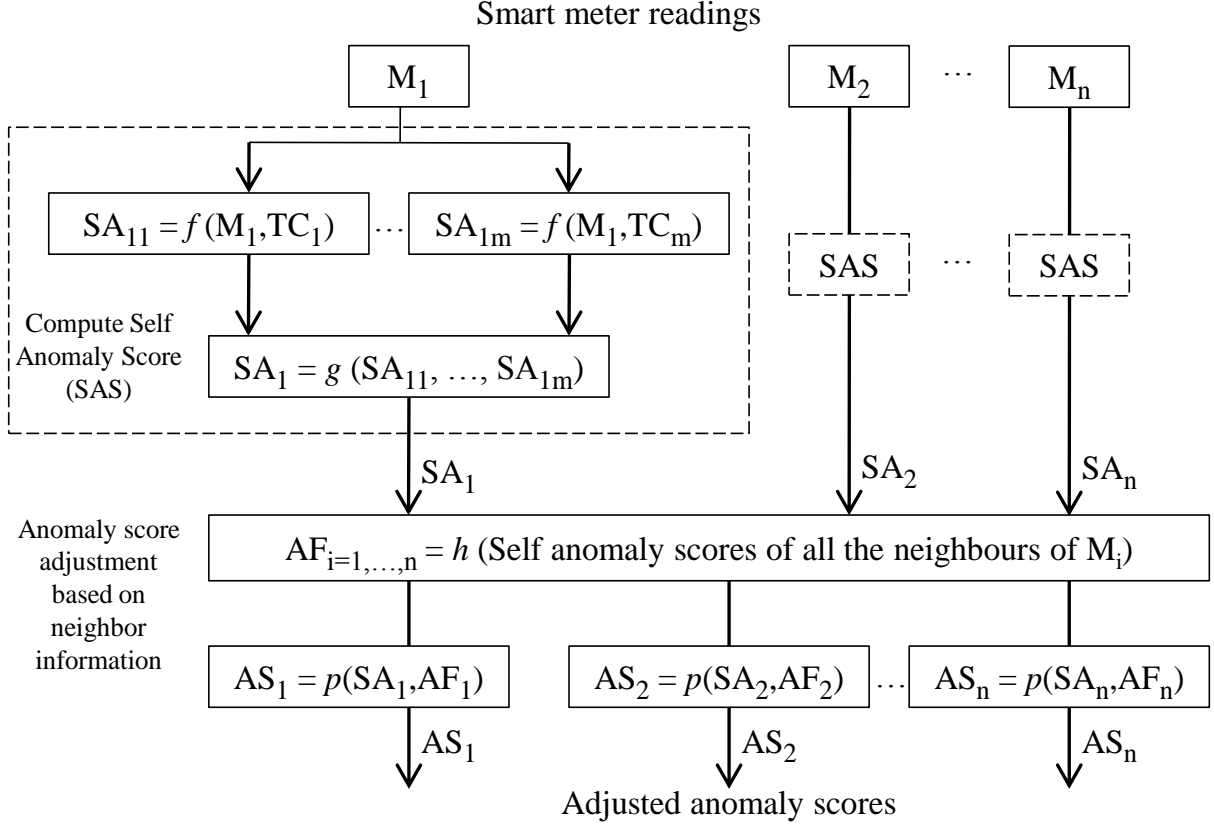 Smart meter readings
M1 M2 … Mn
SA11 = f (M1,TC1) … SA1m = f (M1,TCm)
SAS … SAS
Compute Self
Anomaly Score
(SAS)
SA1 = g (SA11, …, SA1m)
SA1 SA2 SAn
Anomaly score
adjustment
based on
neighbor
information
AFi=1,…,n = h (Self anomaly scores of all the neighbours of Mi)
AS1 = p(SA1,AF1) AS2 = p(SA2,AF2) … ASn = p(SAn,AFn)
AS1 AS2 ASn
Adjusted anomaly scores